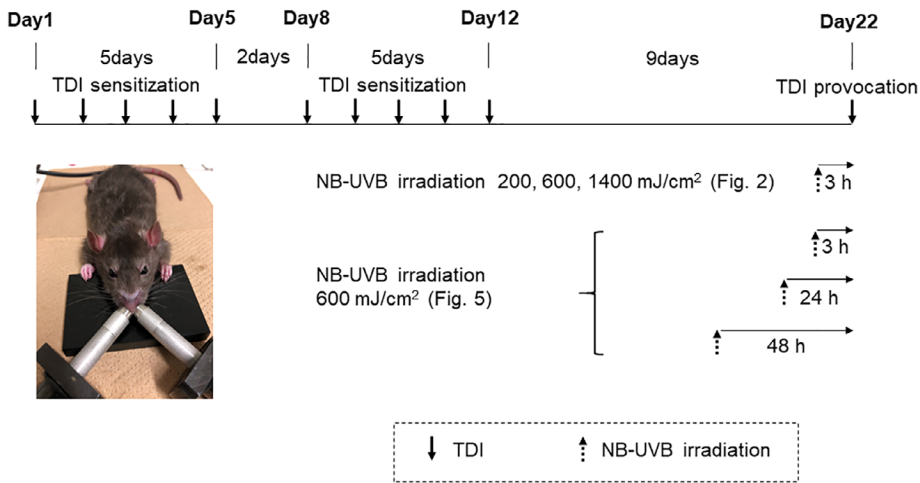 Day1 Day5 Day8 Day12 Day22
5days 2days 5days 9days
TDI sensitization TDI sensitization TDI provocation
NB-UVB irradiation 200, 600, 1400 mJ/cm² (Fig. 2) 3 h
3 h
NB-UVB irradiation
600 mJ/cm² (Fig. 5) 24 h
48 h
TDI NB-UVB irradiation